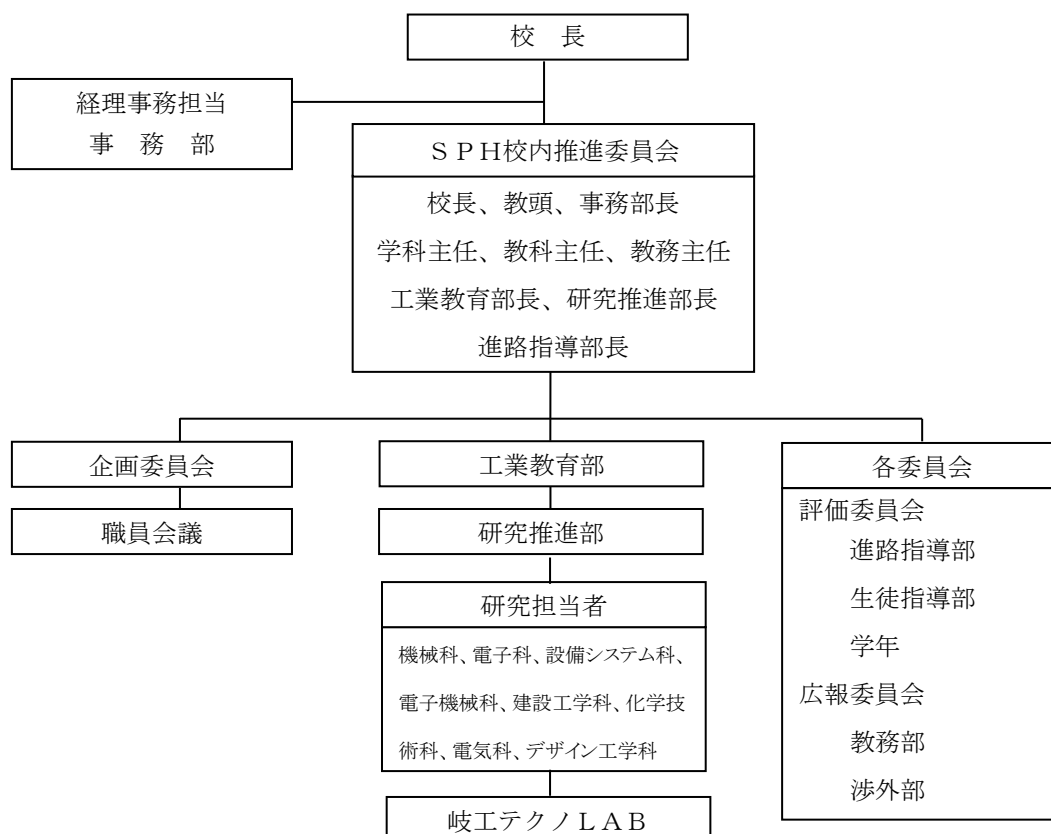 校　長
経理事務担当
事　務　部
ＳＰＨ校内推進委員会
校長、教頭、事務部長
学科主任、教科主任、教務主任
工業教育部長、研究推進部長
進路指導部長
企画委員会
職員会議
工業教育部
研究推進部
研究担当者
機械科、電子科、設備システム科、
電子機械科、建設工学科、化学技
術科、電気科、デザイン工学科
岐工テクノＬＡＢ
各委員会
評価委員会
進路指導部
生徒指導部
学年
広報委員会
教務部
渉外部